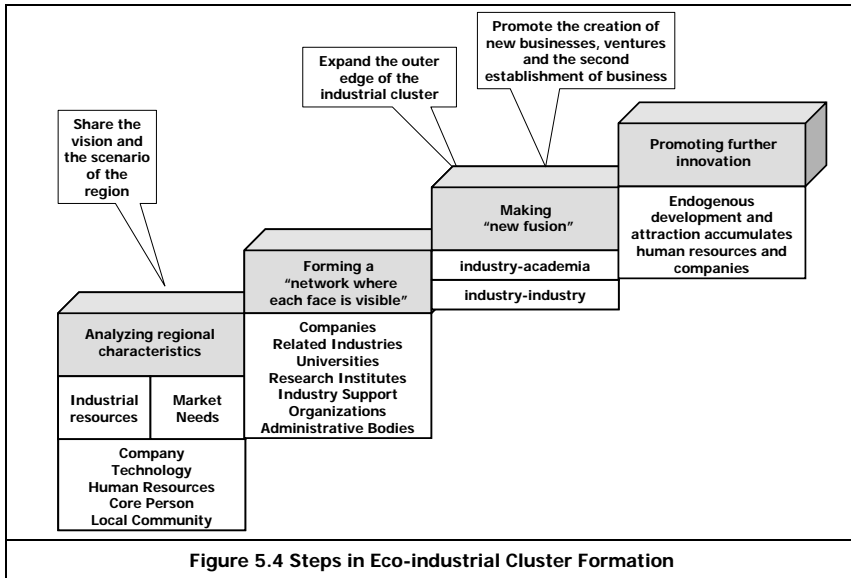 Share the
vision and
the scenario
of the
region
Analyzing regional
characteristics
Industrial
resources
Market
Needs
Company
Technology
Human Resources
Core Person
Local Community
Forming a
“network where
each face is visible”
Companies
Related Industries
Universities
Research Institutes
Industry Support
Organizations
Administrative Bodies
Expand the outer
edge of the
industrial cluster
Promote the creation of
new businesses, ventures
and the second
establishment of business
Making
“new fusion”
industry-academia
industry-industry
Promoting further
innovation
Endogenous
development and
attraction accumulates
human resources and
companies
Figure 5.4 Steps in Eco-industrial Cluster Formation